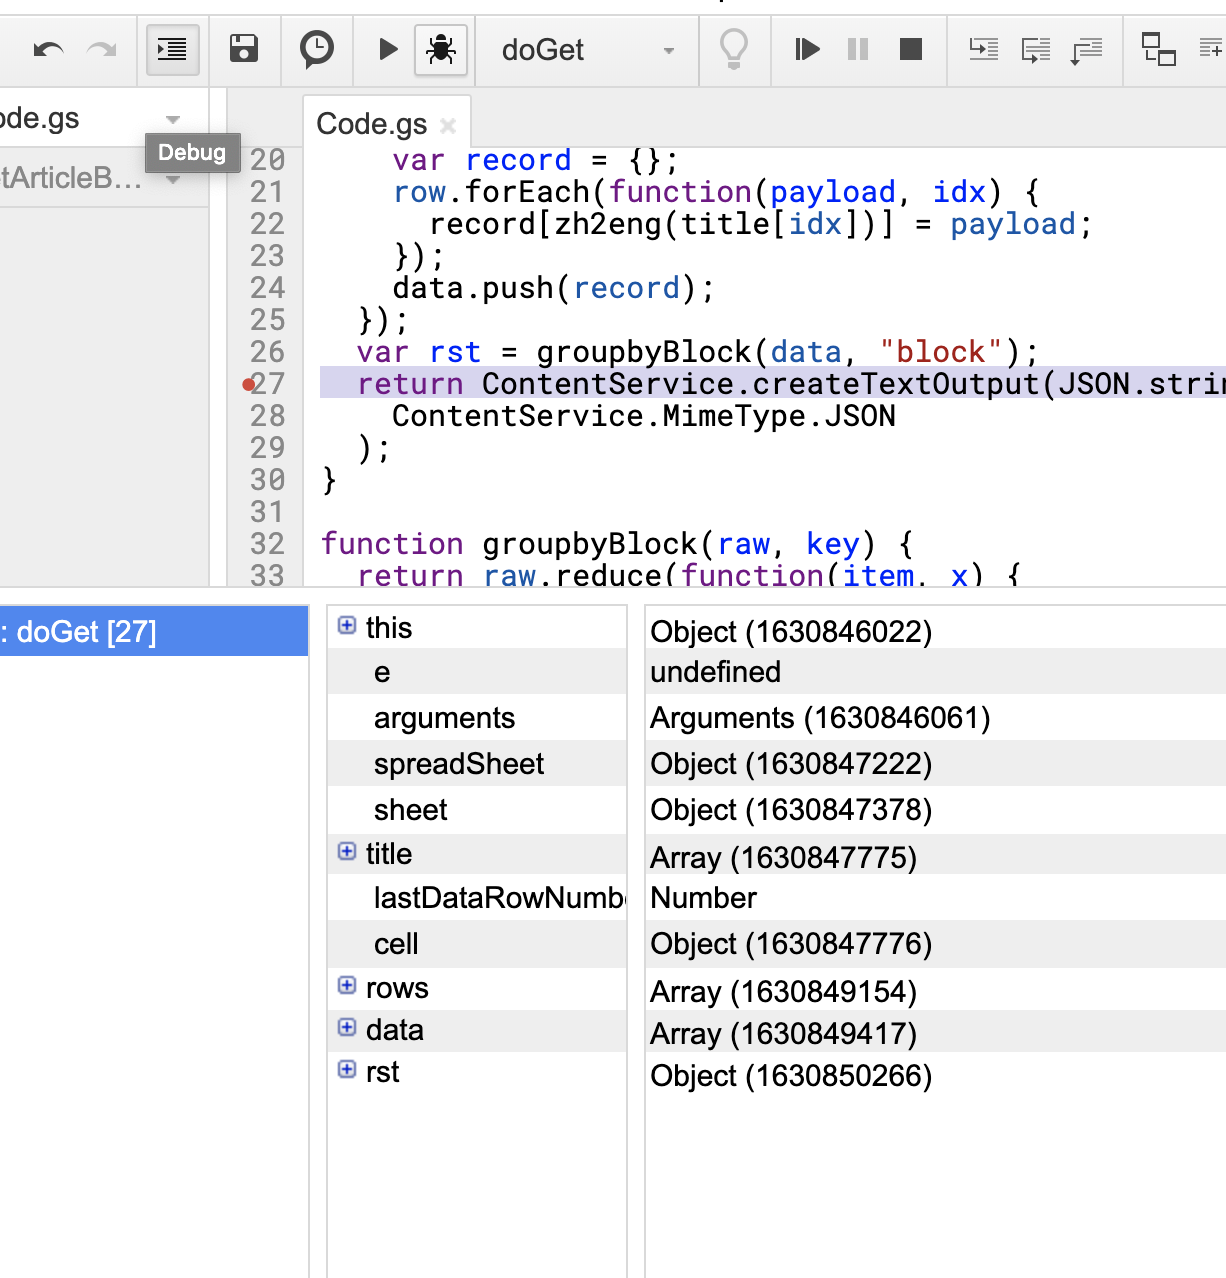 doGet
ode.gs
Debug
tArticleB...
Code.gs ×
20 var record = {};
21 row.forEach(function(payload, idx) {
22 record[zh2eng(title[idx])] = payload;
23 });
24 data.push(record);
25 });
26 var rst = groupbyBlock(data, "block");
27 return ContentService.createTextOutput(JSON.strin
28 ContentService.MimeType.JSON
29 );
30 }
31
32 function groupbyBlock(raw, key) {
33 return raw.reduce(function(item, x) {
: doGet [27]
this Object (1630846022)
e undefined
arguments Arguments (1630846061)
spreadSheet Object (1630847222)
sheet Object (1630847378)
title Array (1630847775)
lastDataRowNumb Number
cell Object (1630847776)
rows Array (1630849154)
data Array (1630849417)
rst Object (1630850266)